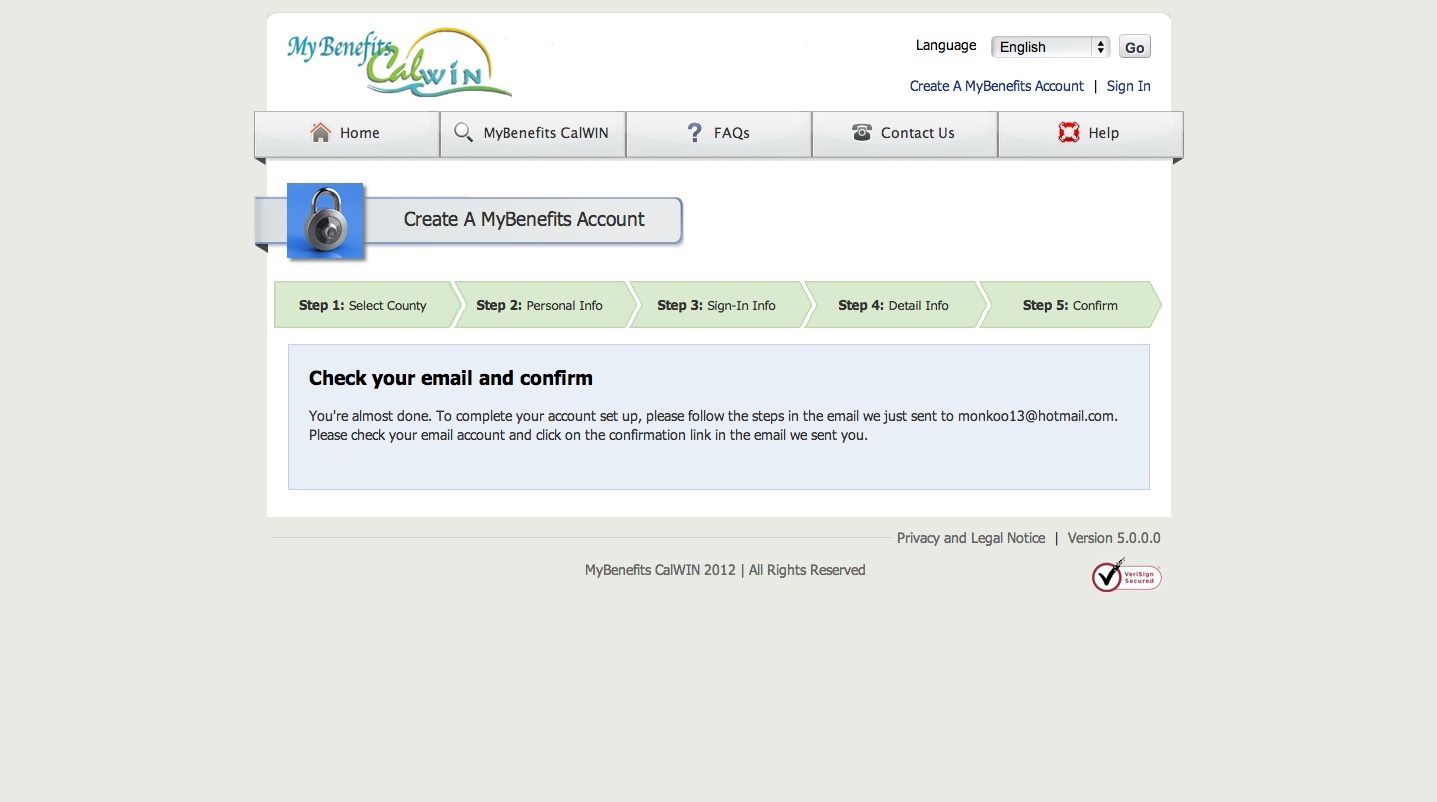 My Benefits CalWIN
Language English Go
Create A MyBenefits Account | Sign In
Home MyBenefits CalWIN FAQs Contact Us Help
Create A MyBenefits Account
Step 1: Select County Step 2: Personal Info Step 3: Sign-In Info Step 4: Detail Info Step 5: Confirm
Check your email and confirm
You're almost done. To complete your account set up, please follow the steps in the email we just sent to monkoo13@hotmail.com.
Please check your email account and click on the confirmation link in the email we sent you.
Privacy and Legal Notice | Version 5.0.0.0
MyBenefits CalWIN 2012 | All Rights Reserved
VeriSign
Secured